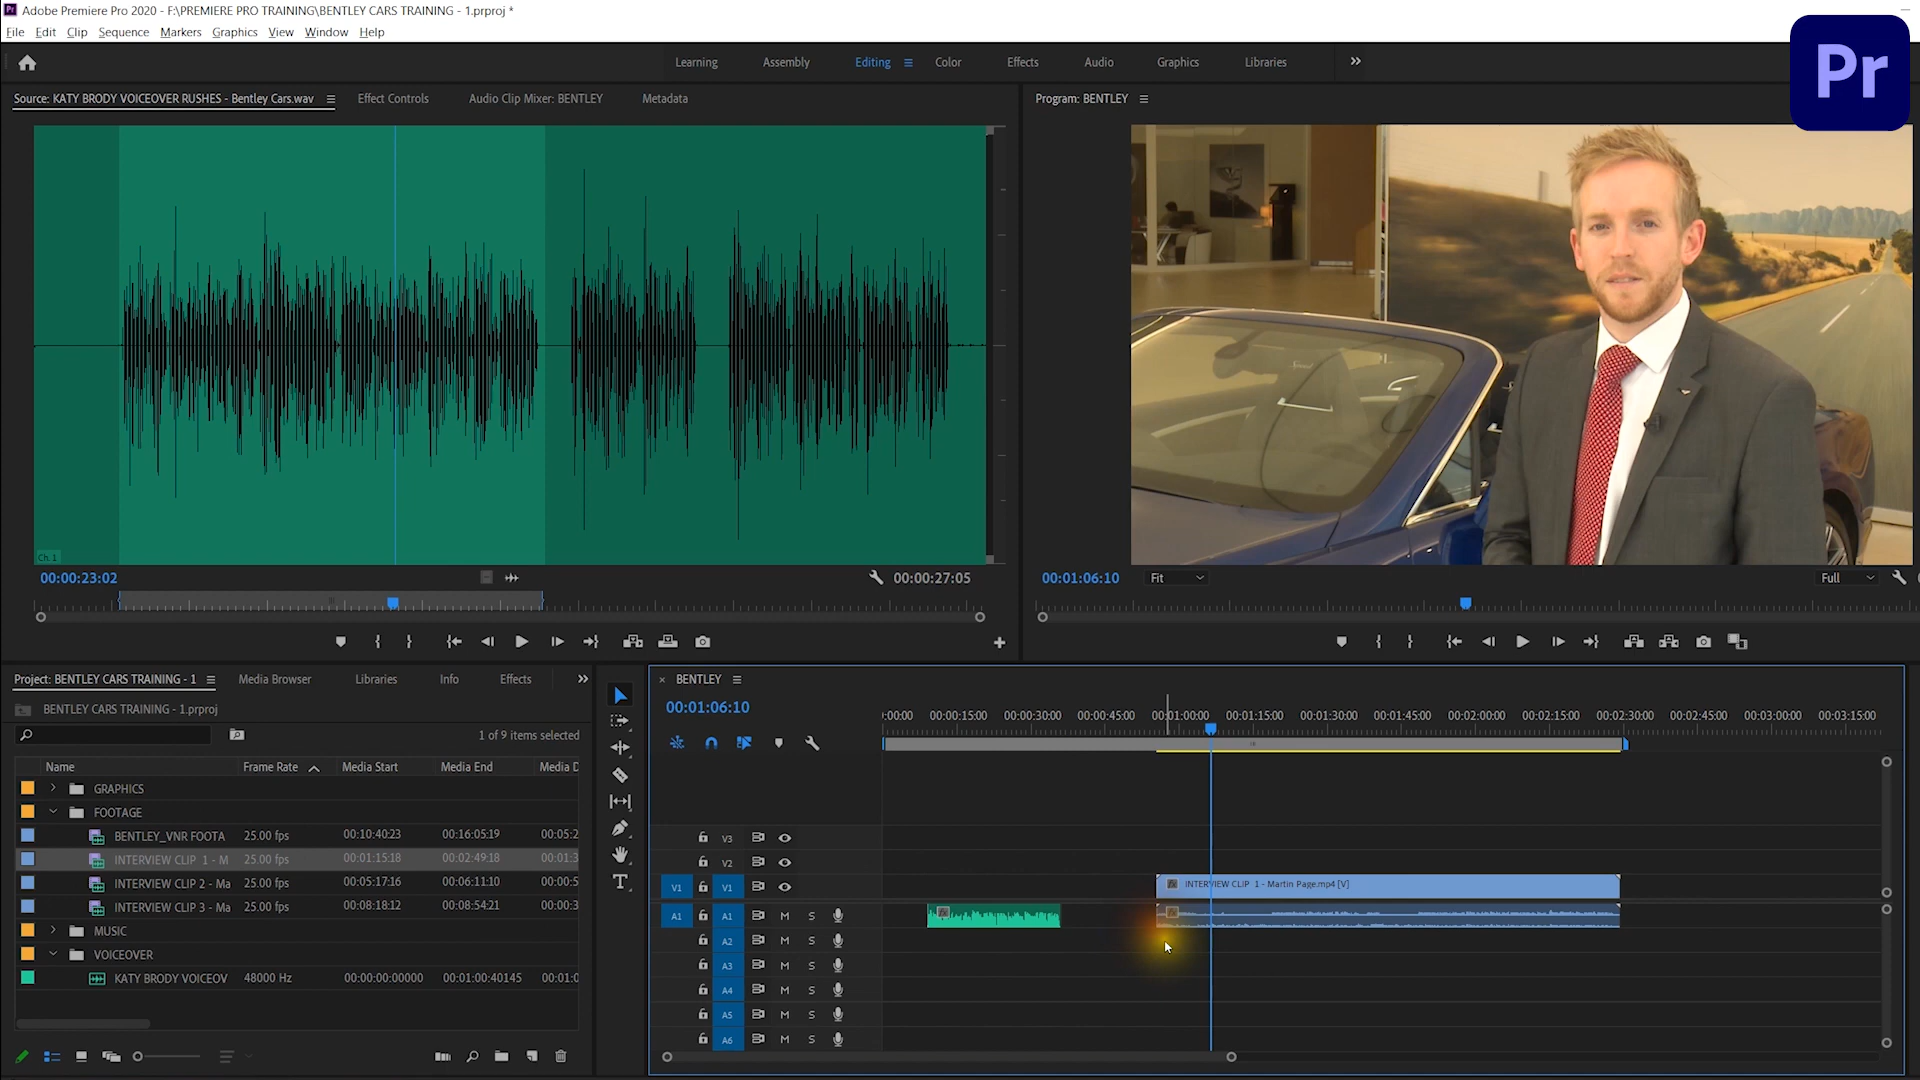 Adobe Premiere Pro 2020 - F:\PREMIERE PRO TRAINING\BENTLEY CARS TRAINING - 1.prproj *
File Edit Clip Sequence Markers Graphics View Window Help
Pr
Learning Assembly Editing Color Effects Audio Graphics Libraries
Source: KATY BRODY VOICEOVER RUSHES - Bentley Cars.wav Effect Controls Audio Clip Mixer: BENTLEY Metadata
Program: BENTLEY
Ch. 1
00:00:23:02 00:00:27:05
00:01:06:10 Fit Full
Project: BENTLEY CARS TRAINING - 1 Media Browser Libraries Info Effects
BENTLEY CARS TRAINING - 1.prproj
1 of 9 items selected
Name Frame Rate Media Start Media End Media D
GRAPHICS
FOOTAGE
BENTLEY_VNR FOOTA 25.00 fps 00:10:40:23 00:16:05:19 00:05:2
INTERVIEW CLIP 1 - M 25.00 fps 00:01:15:18 00:02:49:18 00:01:3
INTERVIEW CLIP 2 - Ma 25.00 fps 00:05:17:16 00:06:11:10 00:00:5
INTERVIEW CLIP 3 - Ma 25.00 fps 00:08:18:12 00:08:54:21 00:00:3
MUSIC
VOICEOVER
KATY BRODY VOICEOV 48000 Hz 00:00:00:00000 00:01:00:40145 00:01:0
BENTLEY
00:01:06:10
:00:00 00:00:15:00 00:00:30:00 00:00:45:00 00:01:00:00 00:01:15:00 00:01:30:00 00:01:45:00 00:02:00:00 00:02:15:00 00:02:30:00 00:02:45:00 00:03:00:00 00:03:15:00
V3
V2
V1 V1 INTERVIEW CLIP 1 - Martin Page.mp4 [V]
A1 A1 M S
A2 M S
A3 M S
A4 M S
A5 M S
A6 M S